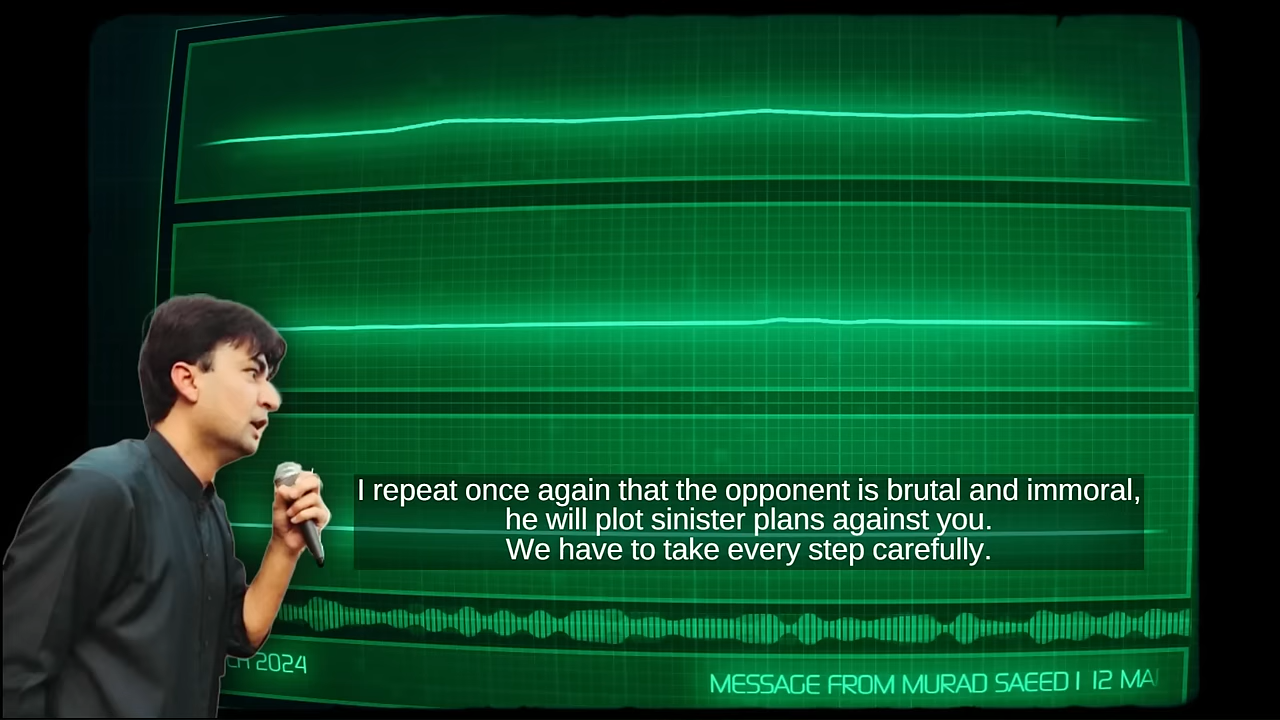 I repeat once again that the opponent is brutal and immoral,
he will plot sinister plans against you.
We have to take every step carefully.
2024
MESSAGE FROM MURAD SAEED | 12